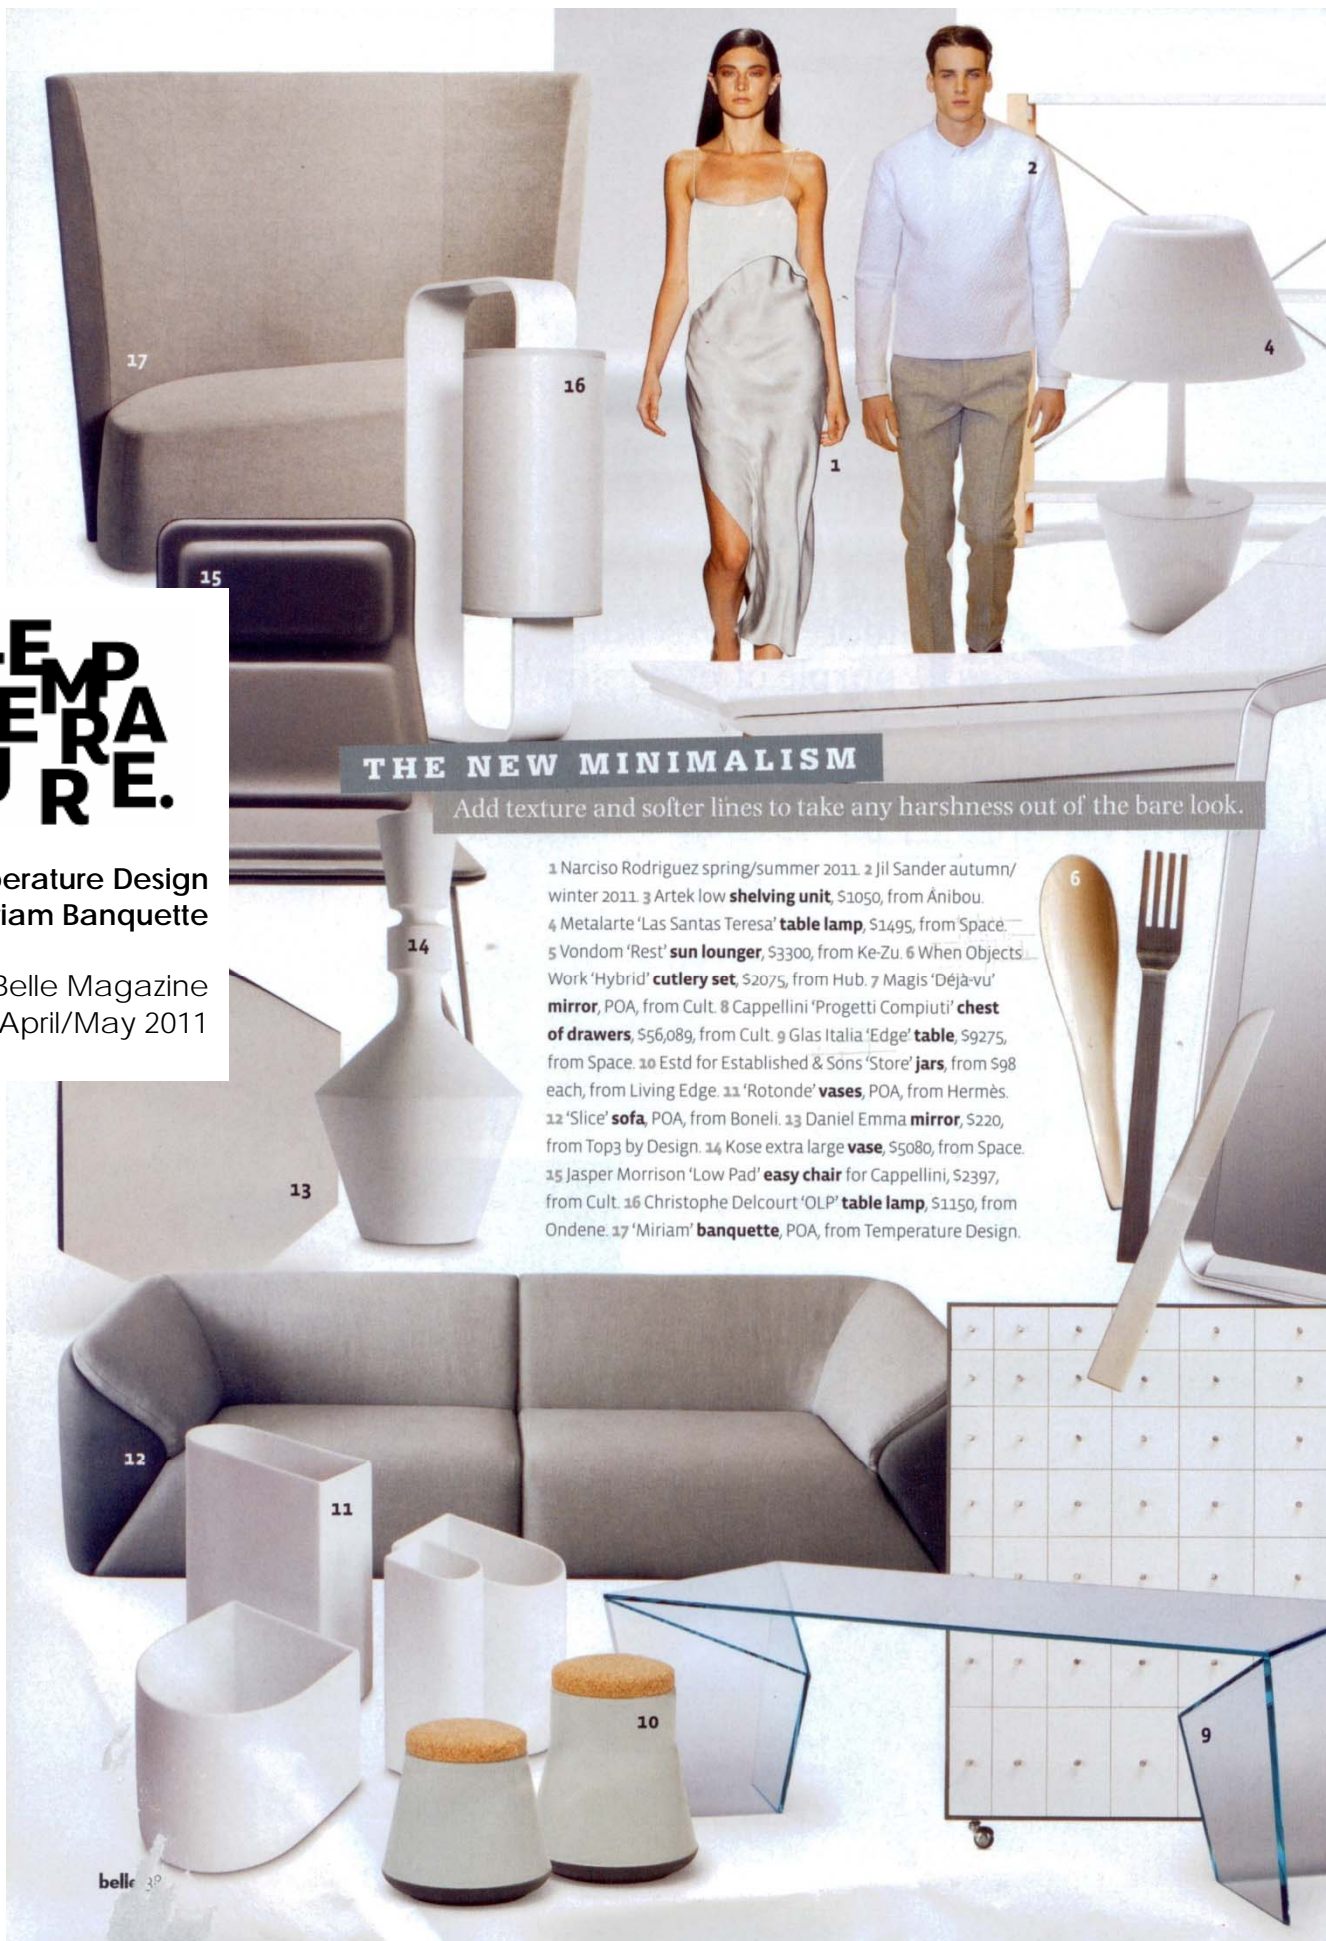 17
16
2
4
1
15
EMP
ERA
URE.
perature Design
iam Banquette
Belle Magazine
April/May 2011
THE NEW MINIMALISM
Add texture and softer lines to take any harshness out of the bare look.
1 Narciso Rodriguez spring/summer 2011. 2 Jil Sander autumn/
winter 2011. 3 Artek low shelving unit, $1050, from Anibou.
4 Metalarte ‘Las Santas Teresa’ table lamp, $1495, from Space.
5 Vondom ‘Rest’ sun lounger, $3300, from Ke-Zu. 6 When Objects
Work ‘Hybrid’ cutlery set, $2075, from Hub. 7 Magis ‘Déjà-vu’
mirror, POA, from Cult. 8 Cappellini ‘Progetti Compiuti’ chest
of drawers, $56,089, from Cult. 9 Glas Italia ‘Edge’ table, $9275,
from Space. 10 Estd for Established & Sons ‘Store’ jars, from $98
each, from Living Edge. 11 ‘Rotonde’ vases, POA, from Hermès.
12 ‘Slice’ sofa, POA, from Boneli. 13 Daniel Emma mirror, $220,
from Top3 by Design. 14 Kose extra large vase, $5080, from Space.
15 Jasper Morrison ‘Low Pad’ easy chair for Cappellini, $2397,
from Cult. 16 Christophe Delcourt ‘OLP’ table lamp, $1150, from
Ondene. 17 ‘Miriam’ banquette, POA, from Temperature Design.
6
14
13
12
11
10
9
belle 38